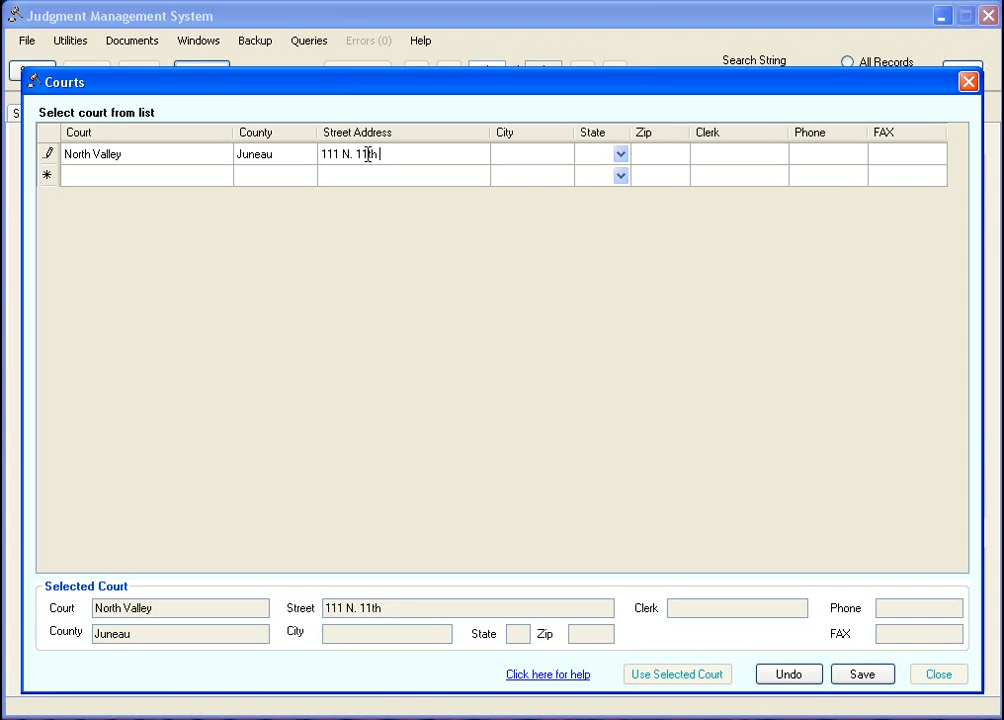 Judgment Management System
File Utilities Documents Windows Backup Queries Errors (0) Help
Search String All Records
Courts
Select court from list
Court County Street Address City State Zip Clerk Phone FAX
North Valley Juneau 111 N. 11th
Selected Court
Court North Valley Street 111 N. 11th Clerk Phone
County Juneau City State Zip FAX
Click here for help Use Selected Court Undo Save Close